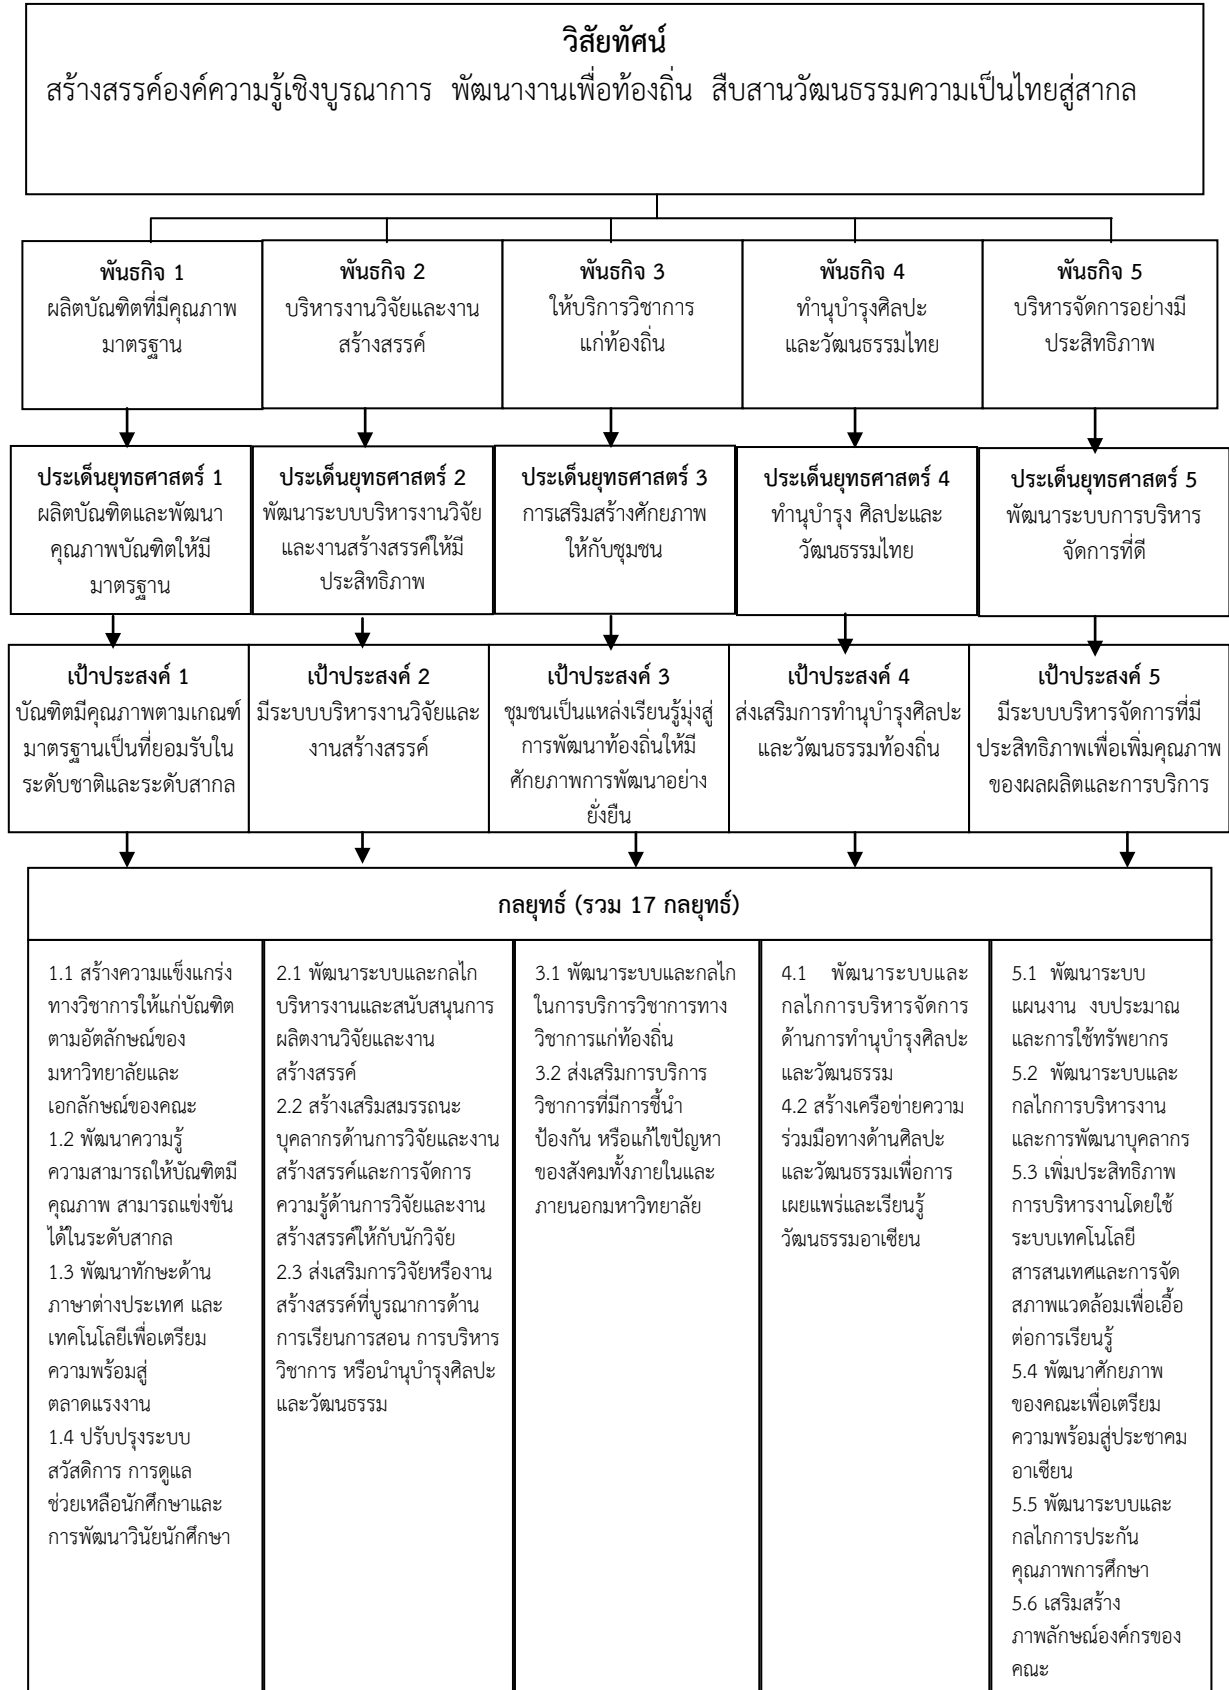 วิสัยทัศน์
สร้างสรรค์องค์ความรู้เชิงบูรณาการ พัฒนางานเพื่อท้องถิ่น สืบสานวัฒนธรรมความเป็นไทยสู่สากล
พันธกิจ 1
ผลิตบัณฑิตที่มีคุณภาพ
มาตรฐาน
พันธกิจ 2
บริหารงานวิจัยและงาน
สร้างสรรค์
พันธกิจ 3
ให้บริการวิชาการ
แก่ท้องถิ่น
พันธกิจ 4
ทำนุบำรุงศิลปะ
และวัฒนธรรมไทย
พันธกิจ 5
บริหารจัดการอย่างมี
ประสิทธิภาพ
ประเด็นยุทธศาสตร์ 1
ผลิตบัณฑิตและพัฒนา
คุณภาพบัณฑิตให้มี
มาตรฐาน
ประเด็นยุทธศาสตร์ 2
พัฒนาระบบบริหารงานวิจัย
และงานสร้างสรรค์ให้มี
ประสิทธิภาพ
ประเด็นยุทธศาสตร์ 3
การเสริมสร้างศักยภาพ
ให้กับชุมชน
ประเด็นยุทธศาสตร์ 4
ทำนุบำรุง ศิลปะและ
วัฒนธรรมไทย
ประเด็นยุทธศาสตร์ 5
พัฒนาระบบการบริหาร
จัดการที่ดี
เป้าประสงค์ 1
บัณฑิตมีคุณภาพตามเกณฑ์
มาตรฐานเป็นที่ยอมรับใน
ระดับชาติและระดับสากล
เป้าประสงค์ 2
มีระบบบริหารงานวิจัยและ
งานสร้างสรรค์
เป้าประสงค์ 3
ชุมชนเป็นแหล่งเรียนรู้มุ่งสู่
การพัฒนาท้องถิ่นให้มี
ศักยภาพการพัฒนาอย่าง
ยั่งยืน
เป้าประสงค์ 4
ส่งเสริมการทำนุบำรุงศิลปะ
และวัฒนธรรมท้องถิ่น
เป้าประสงค์ 5
มีระบบบริหารจัดการที่มี
ประสิทธิภาพเพื่อเพิ่มคุณภาพ
ของผลผลิตและการบริการ
กลยุทธ์ (รวม 17 กลยุทธ์)
1.1 สร้างความแข็งแกร่ง
ทางวิชาการให้แก่บัณฑิต
ตามอัตลักษณ์ของ
มหาวิทยาลัยและ
เอกลักษณ์ของคณะ
1.2 พัฒนาความรู้
ความสามารถให้บัณฑิตมี
คุณภาพ สามารถแข่งขัน
ได้ในระดับสากล
1.3 พัฒนาทักษะด้าน
ภาษาต่างประเทศ และ
เทคโนโลยีเพื่อเตรียม
ความพร้อมสู่
ตลาดแรงงาน
1.4 ปรับปรุงระบบ
สวัสดิการ การดูแล
ช่วยเหลือนักศึกษาและ
การพัฒนาวินัยนักศึกษา
2.1 พัฒนาระบบและกลไก
บริหารงานและสนับสนุนการ
ผลิตงานวิจัยและงาน
สร้างสรรค์
2.2 สร้างเสริมสมรรถนะ
บุคลากรด้านการวิจัยและงาน
สร้างสรรค์และการจัดการ
ความรู้ด้านการวิจัยและงาน
สร้างสรรค์ให้กับนักวิจัย
2.3 ส่งเสริมการวิจัยหรืองาน
สร้างสรรค์ที่บูรณาการด้าน
การเรียนการสอน การบริหาร
วิชาการ หรือนำนุบำรุงศิลปะ
และวัฒนธรรม
3.1 พัฒนาระบบและกลไก
ในการบริการวิชาการทาง
วิชาการแก่ท้องถิ่น
3.2 ส่งเสริมการบริการ
วิชาการที่มีการชี้นำ
ป้องกัน หรือแก้ไขปัญหา
ของสังคมทั้งภายในและ
ภายนอกมหาวิทยาลัย
4.1 พัฒนาระบบและ
กลไกการบริหารจัดการ
ด้านการทำนุบำรุงศิลปะ
และวัฒนธรรม
4.2 สร้างเครือข่ายความ
ร่วมมือทางด้านศิลปะ
และวัฒนธรรมเพื่อการ
เผยแพร่และเรียนรู้
วัฒนธรรมอาเซียน
5.1 พัฒนาระบบ
แผนงาน งบประมาณ
และการใช้ทรัพยากร
5.2 พัฒนาระบบและ
กลไกการบริหารงาน
และการพัฒนาบุคลากร
5.3 เพิ่มประสิทธิภาพ
การบริหารงานโดยใช้
ระบบเทคโนโลยี
สารสนเทศและการจัด
สภาพแวดล้อมเพื่อเอื้อ
ต่อการเรียนรู้
5.4 พัฒนาศักยภาพ
ของคณะเพื่อเตรียม
ความพร้อมสู่ประชาคม
อาเซียน
5.5 พัฒนาระบบและ
กลไกการประกัน
คุณภาพการศึกษา
5.6 เสริมสร้าง
ภาพลักษณ์องค์กรของ
คณะ